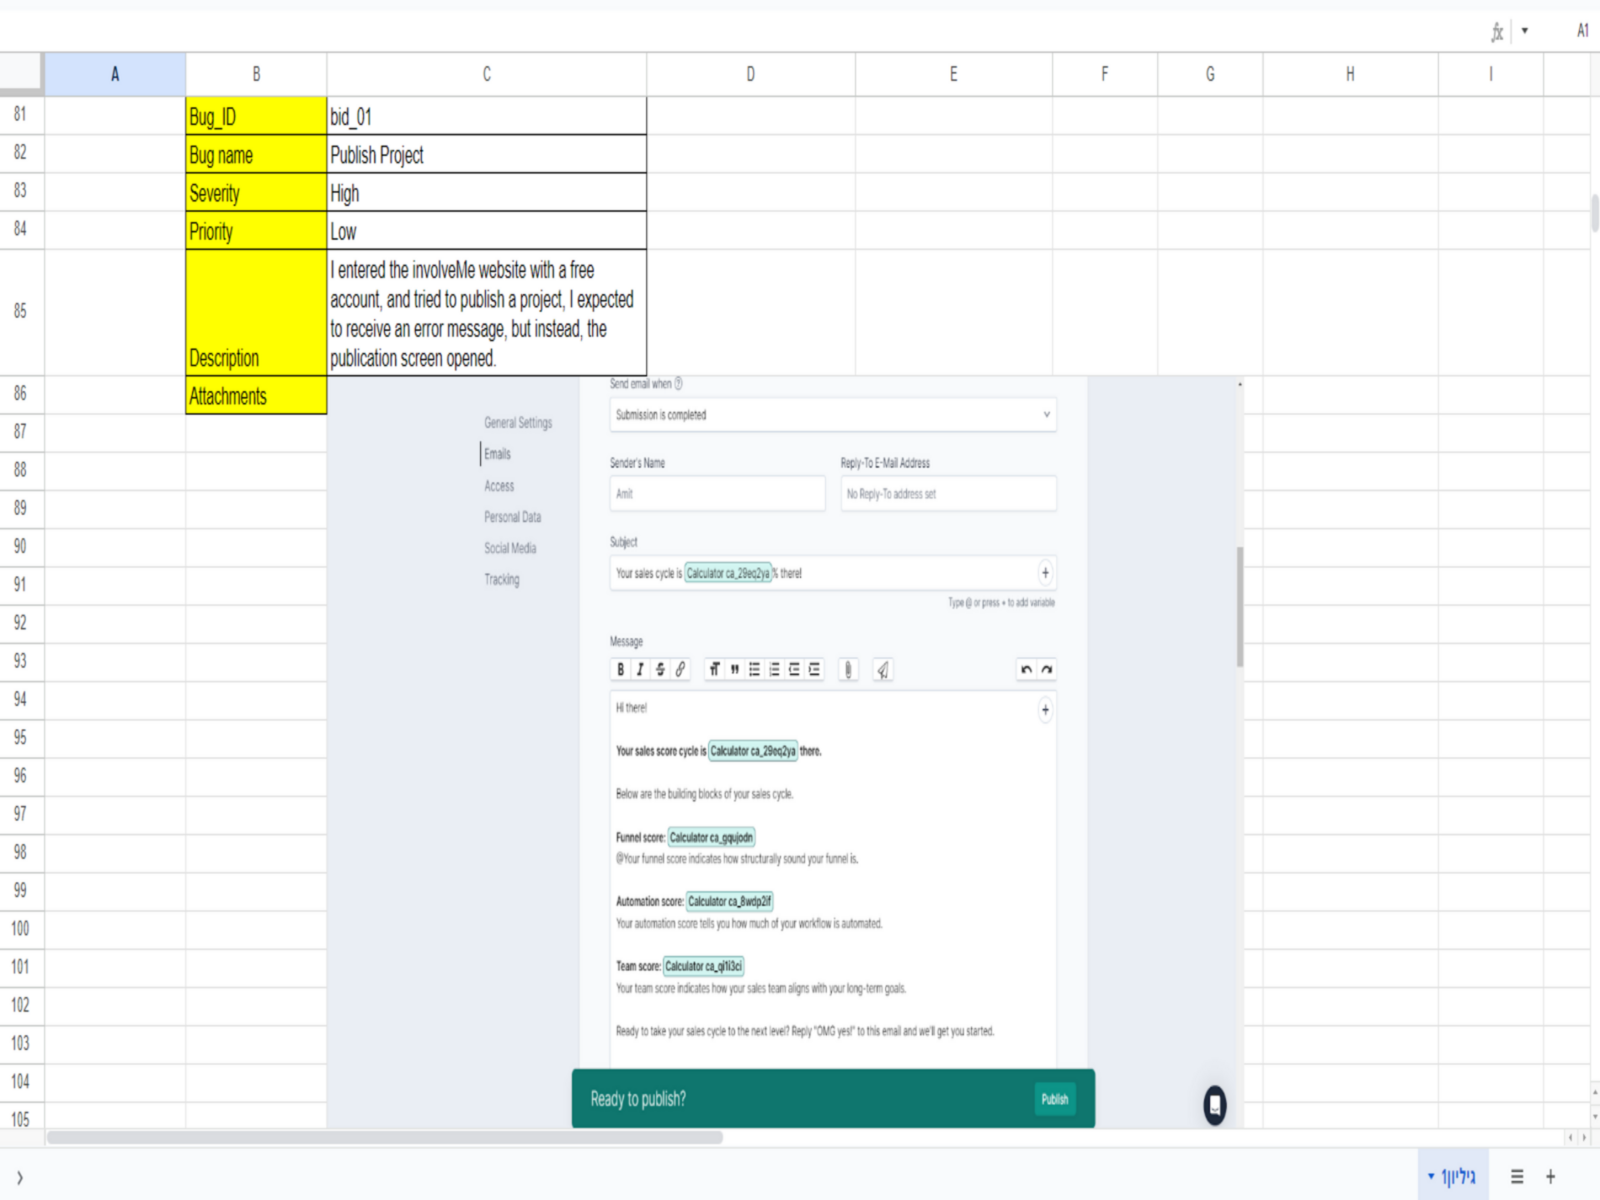 fx A1
A B C D E F G H I
81 Bug_ID bid_01
82 Bug name Publish Project
83 Severity High
84 Priority Low
I entered the involveMe website with a free
account, and tried to publish a project, I expected
85
to receive an error message, but instead, the
Description publication screen opened.
86 Attachments
Send email when
Submission is completed
87 General Settings
88 Emails
Sender's Name Reply-To E-Mail Address
89 Access
Amit No Reply-To address set
Personal Data
90 Social Media
Subject
91 Tracking
Your sales cycle is Calculator ca_29eq2ya % there!
92
Type @ or press + to add variable
93
Message
94
Hi there!
95
Your sales score cycle is Calculator ca_29eq2ya there.
96
Below are the building blocks of your sales cycle.
97
Funnel score: Calculator ca_gqujodn
98
@Your funnel score indicates how structurally sound your funnel is.
99
Automation score: Calculator ca_8wdp2if
100
Your automation score tells you how much of your workflow is automated.
101
Team score: Calculator ca_qi1i3ci
102
Your team score indicates how your sales team aligns with your long-term goals.
103
Ready to take your sales cycle to the next level? Reply "OMG yes!" to this email and we'll get you started.
104
Ready to publish? Publish
105
גיליון1